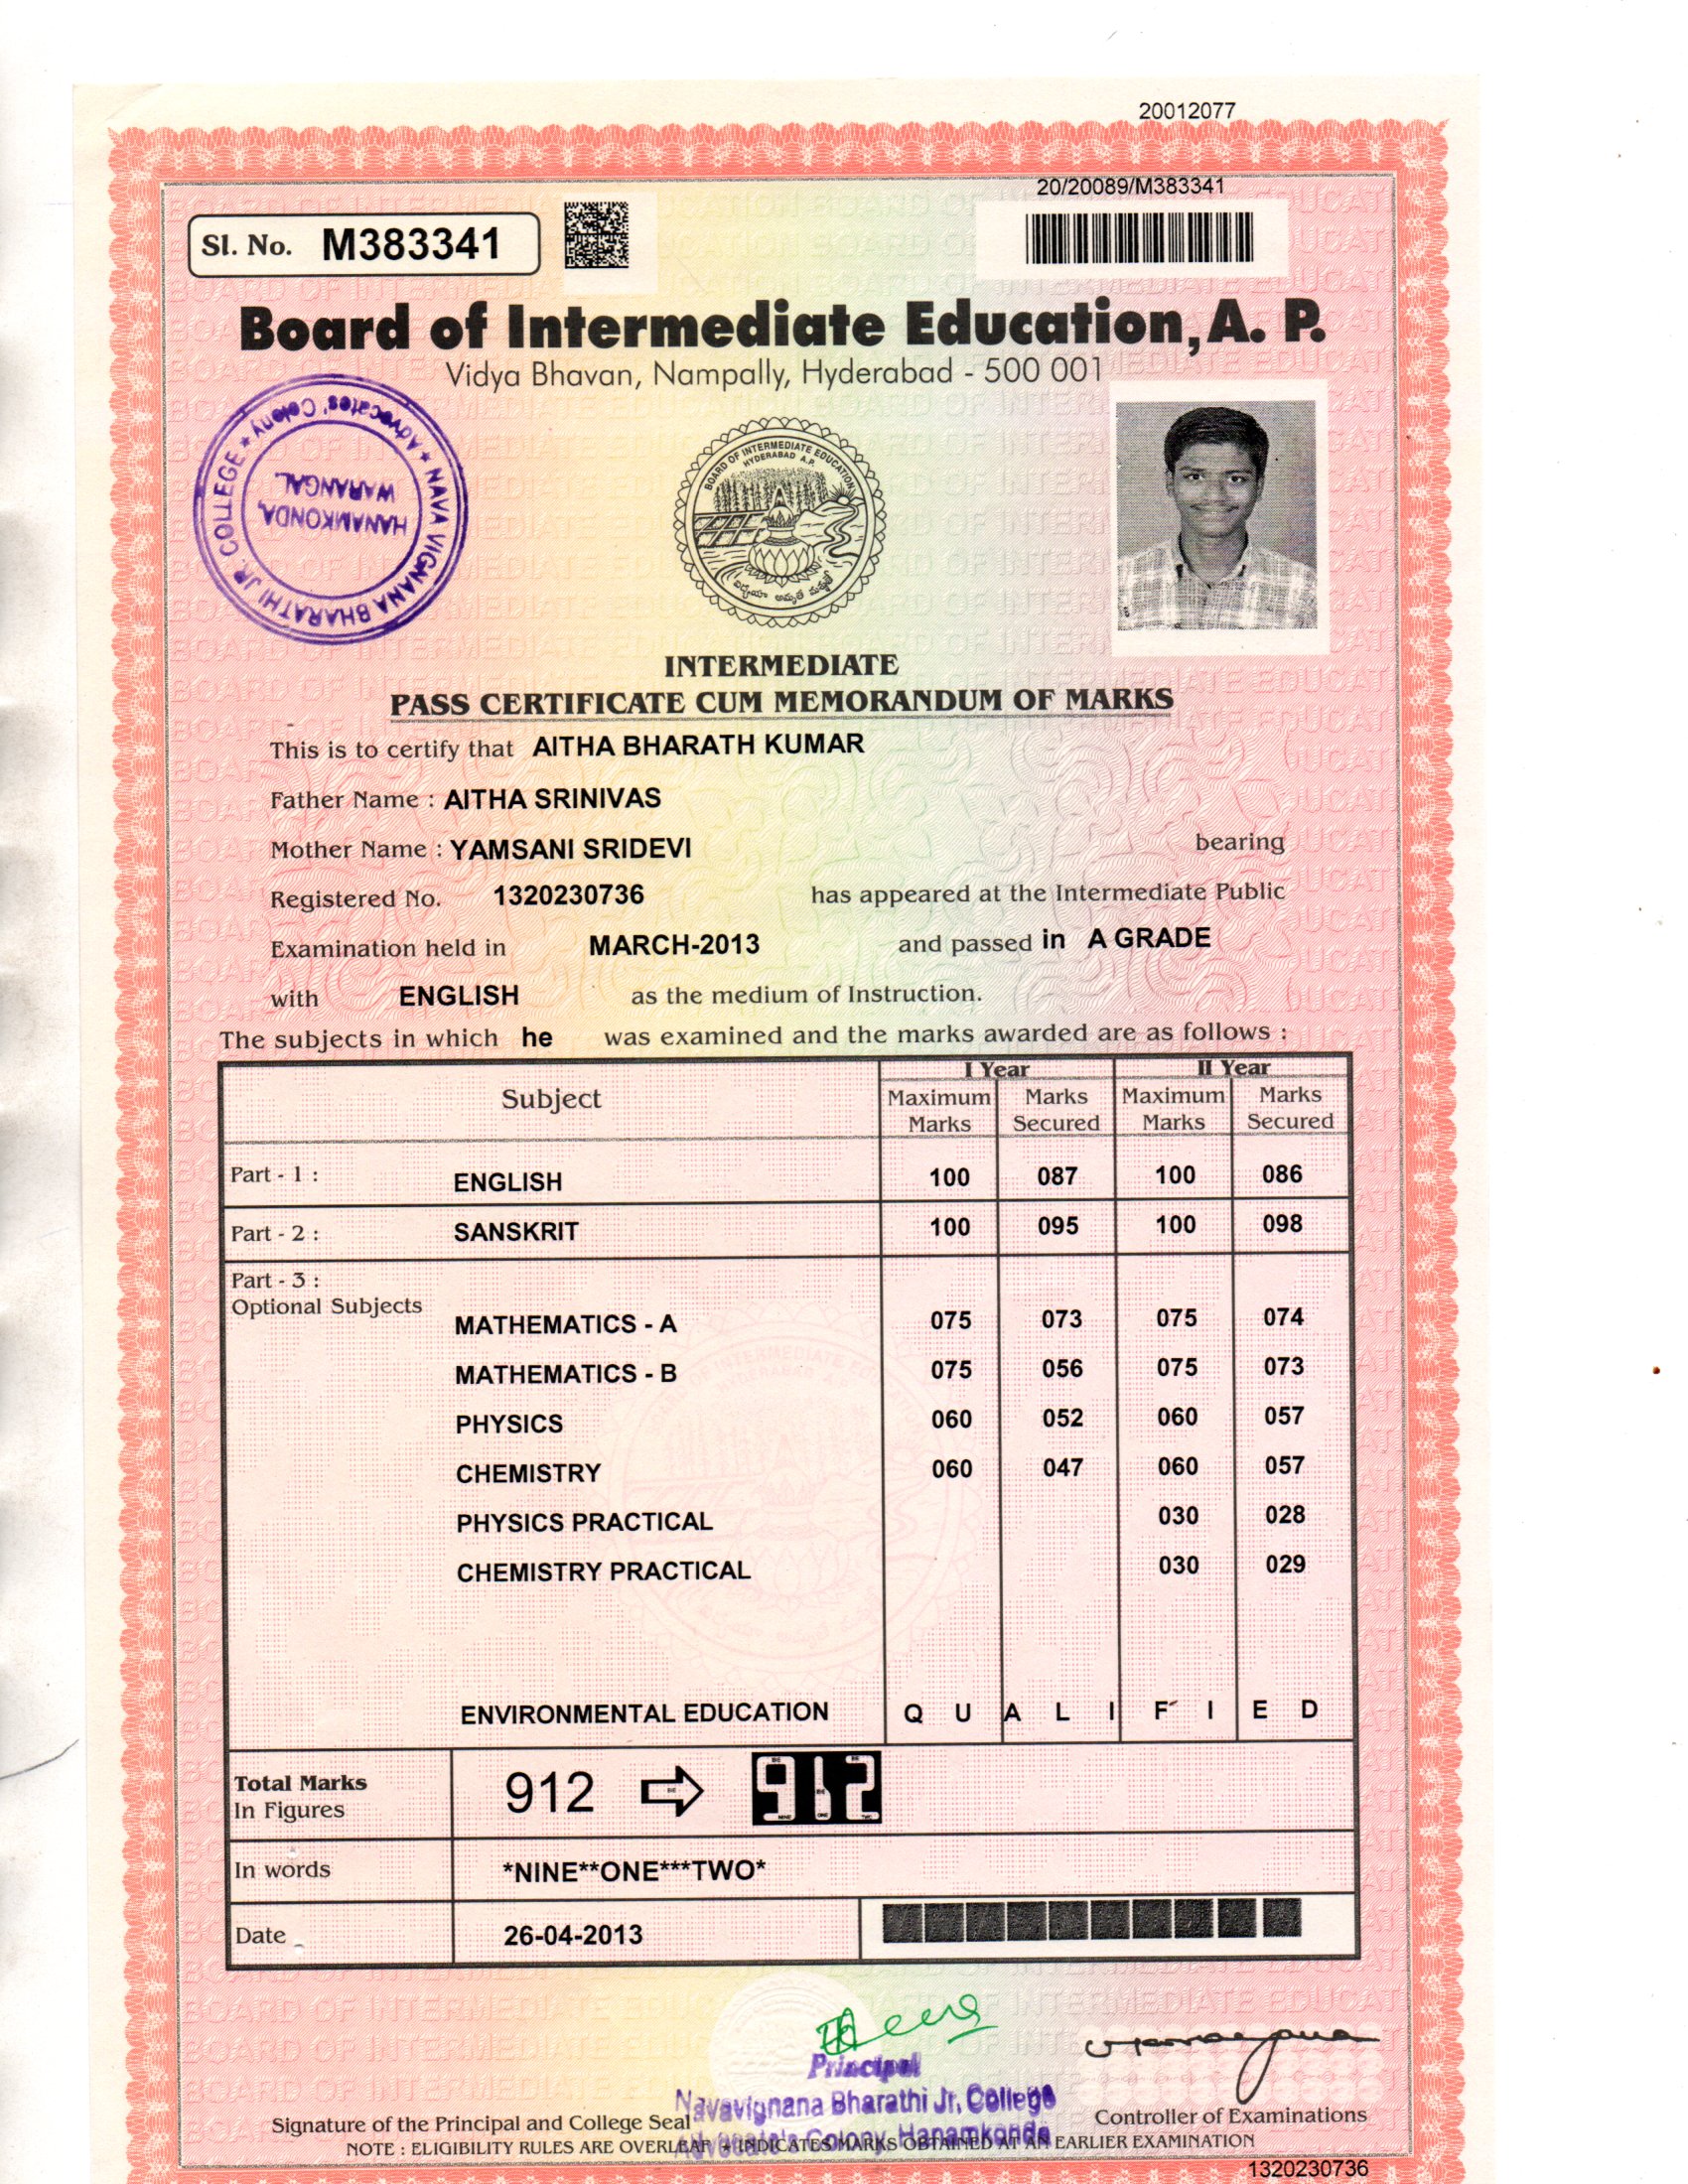 20012077
20/20089/M383341
Sl. No. M383341
Board of Intermediate Education, A. P.
Vidya Bhavan, Nampally, Hyderabad - 500 001
NAVA VIGNANA BHARATHI JR. COLLEGE ★ Advocates' Colony ★
HANAMKONDA,
WARANGAL.
BOARD OF INTERMEDIATE EDUCATION
HYDERABAD A.P.
INTERMEDIATE
PASS CERTIFICATE CUM MEMORANDUM OF MARKS
This is to certify that AITHA BHARATH KUMAR
Father Name : AITHA SRINIVAS
Mother Name : YAMSANI SRIDEVI bearing
Registered No. 1320230736 has appeared at the Intermediate Public
Examination held in MARCH-2013 and passed in A GRADE
with ENGLISH as the medium of Instruction.
The subjects in which he was examined and the marks awarded are as follows :
Subject I Year II Year
Maximum Marks Marks Secured Maximum Marks Marks Secured
Part - 1 : ENGLISH 100 087 100 086
Part - 2 : SANSKRIT 100 095 100 098
Part - 3 :
Optional Subjects
MATHEMATICS - A 075 073 075 074
MATHEMATICS - B 075 056 075 073
PHYSICS 060 052 060 057
CHEMISTRY 060 047 060 057
PHYSICS PRACTICAL 030 028
CHEMISTRY PRACTICAL 030 029
ENVIRONMENTAL EDUCATION Q U A L I F I E D
Total Marks
In Figures 912 912
In words *NINE**ONE***TWO*
Date 26-04-2013
Principal
Navavignana Bharathi Jr. College
Advocate's Colony, Hanamkonda
Signature of the Principal and College Seal
Controller of Examinations
NOTE : ELIGIBILITY RULES ARE OVERLEAF ★ INDICATES MARKS OBTAINED AT AN EARLIER EXAMINATION
1320230736